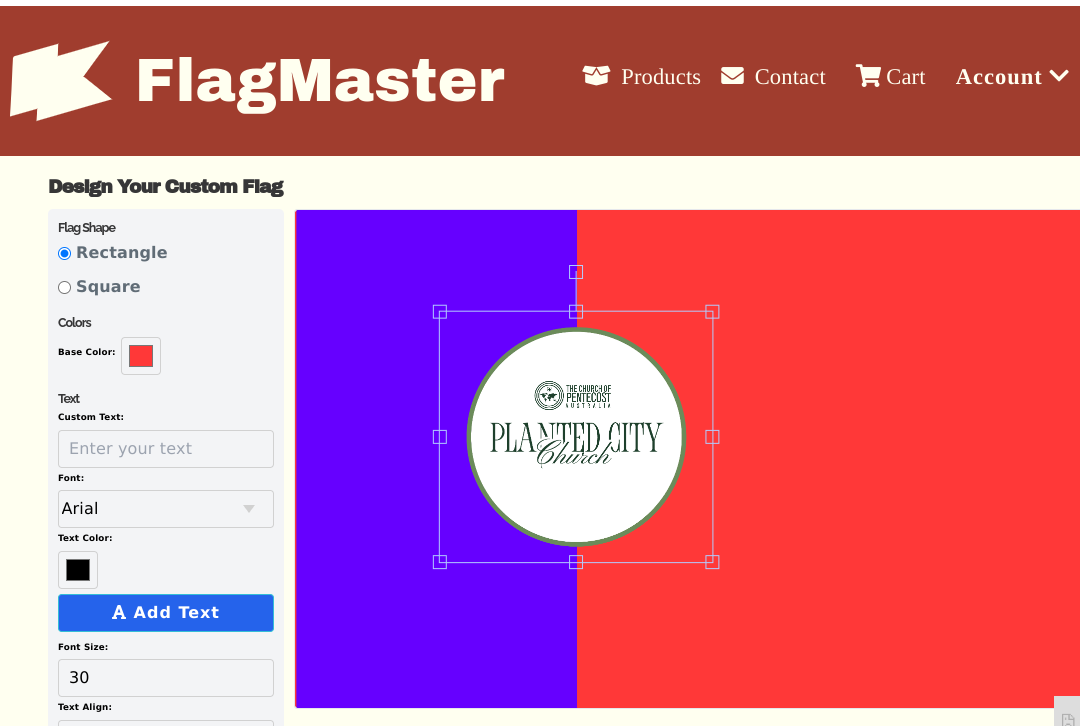 FlagMaster
Products
Contact
Cart
Account
Design Your Custom Flag
Flag Shape
Rectangle
Square
Colors
Base Color:
Text
Custom Text:
Enter your text
Font:
Arial
Text Color:
A Add Text
Font Size:
30
Text Align:
THE CHURCH OF
PENTECOST
AUSTRALIA
PLANTED CITY
Church